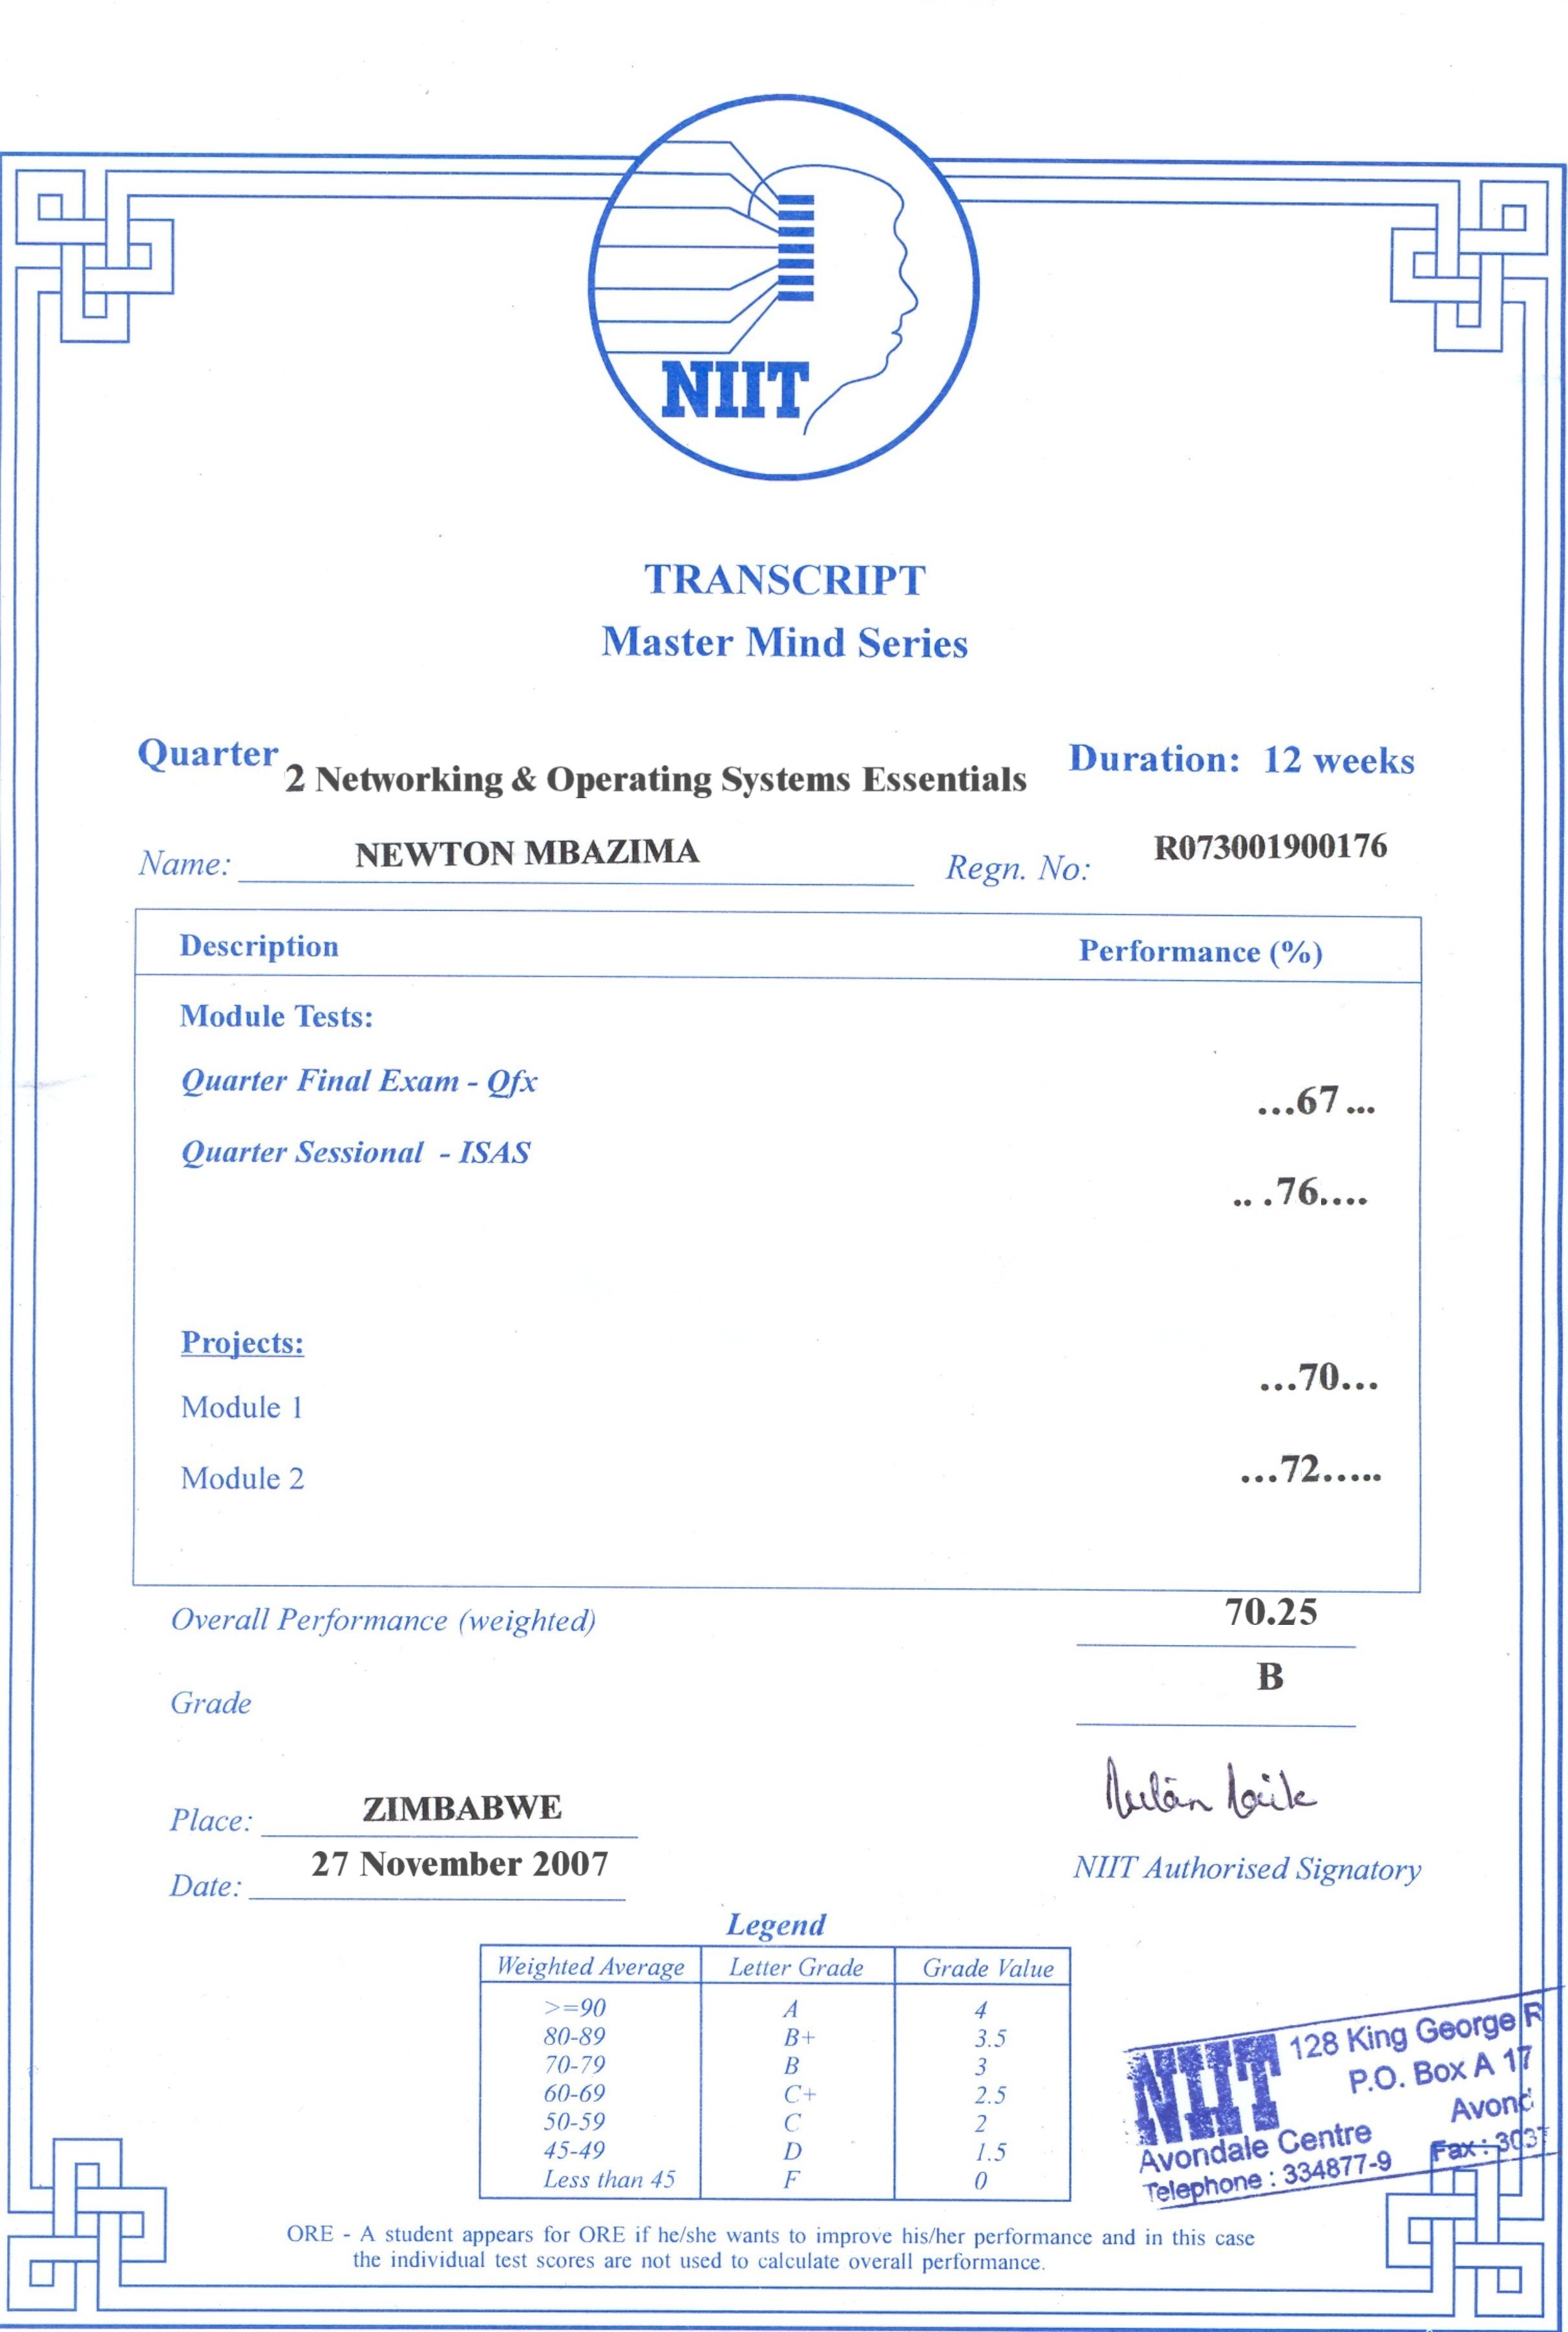 NIIT
TRANSCRIPT
Master Mind Series
Quarter 2 Networking & Operating Systems Essentials Duration: 12 weeks
Name: NEWTON MBAZIMA Regn. No: R073001900176
Description Performance (%)
Module Tests:
Quarter Final Exam - Qfx ...67...
Quarter Sessional - ISAS .. .76....
Projects:
Module 1 ...70...
Module 2 ...72.....
Overall Performance (weighted) 70.25
Grade B
Place: ZIMBABWE
Date: 27 November 2007
NIIT Authorised Signatory
Legend
Weighted Average Letter Grade Grade Value
>=90 A 4
80-89 B+ 3.5
70-79 B 3
60-69 C+ 2.5
50-59 C 2
45-49 D 1.5
Less than 45 F 0
NIIT 128 King George R
P.O. Box A 17
Avond
Avondale Centre
Telephone : 334877-9 Fax : 303
ORE - A student appears for ORE if he/she wants to improve his/her performance and in this case
the individual test scores are not used to calculate overall performance.